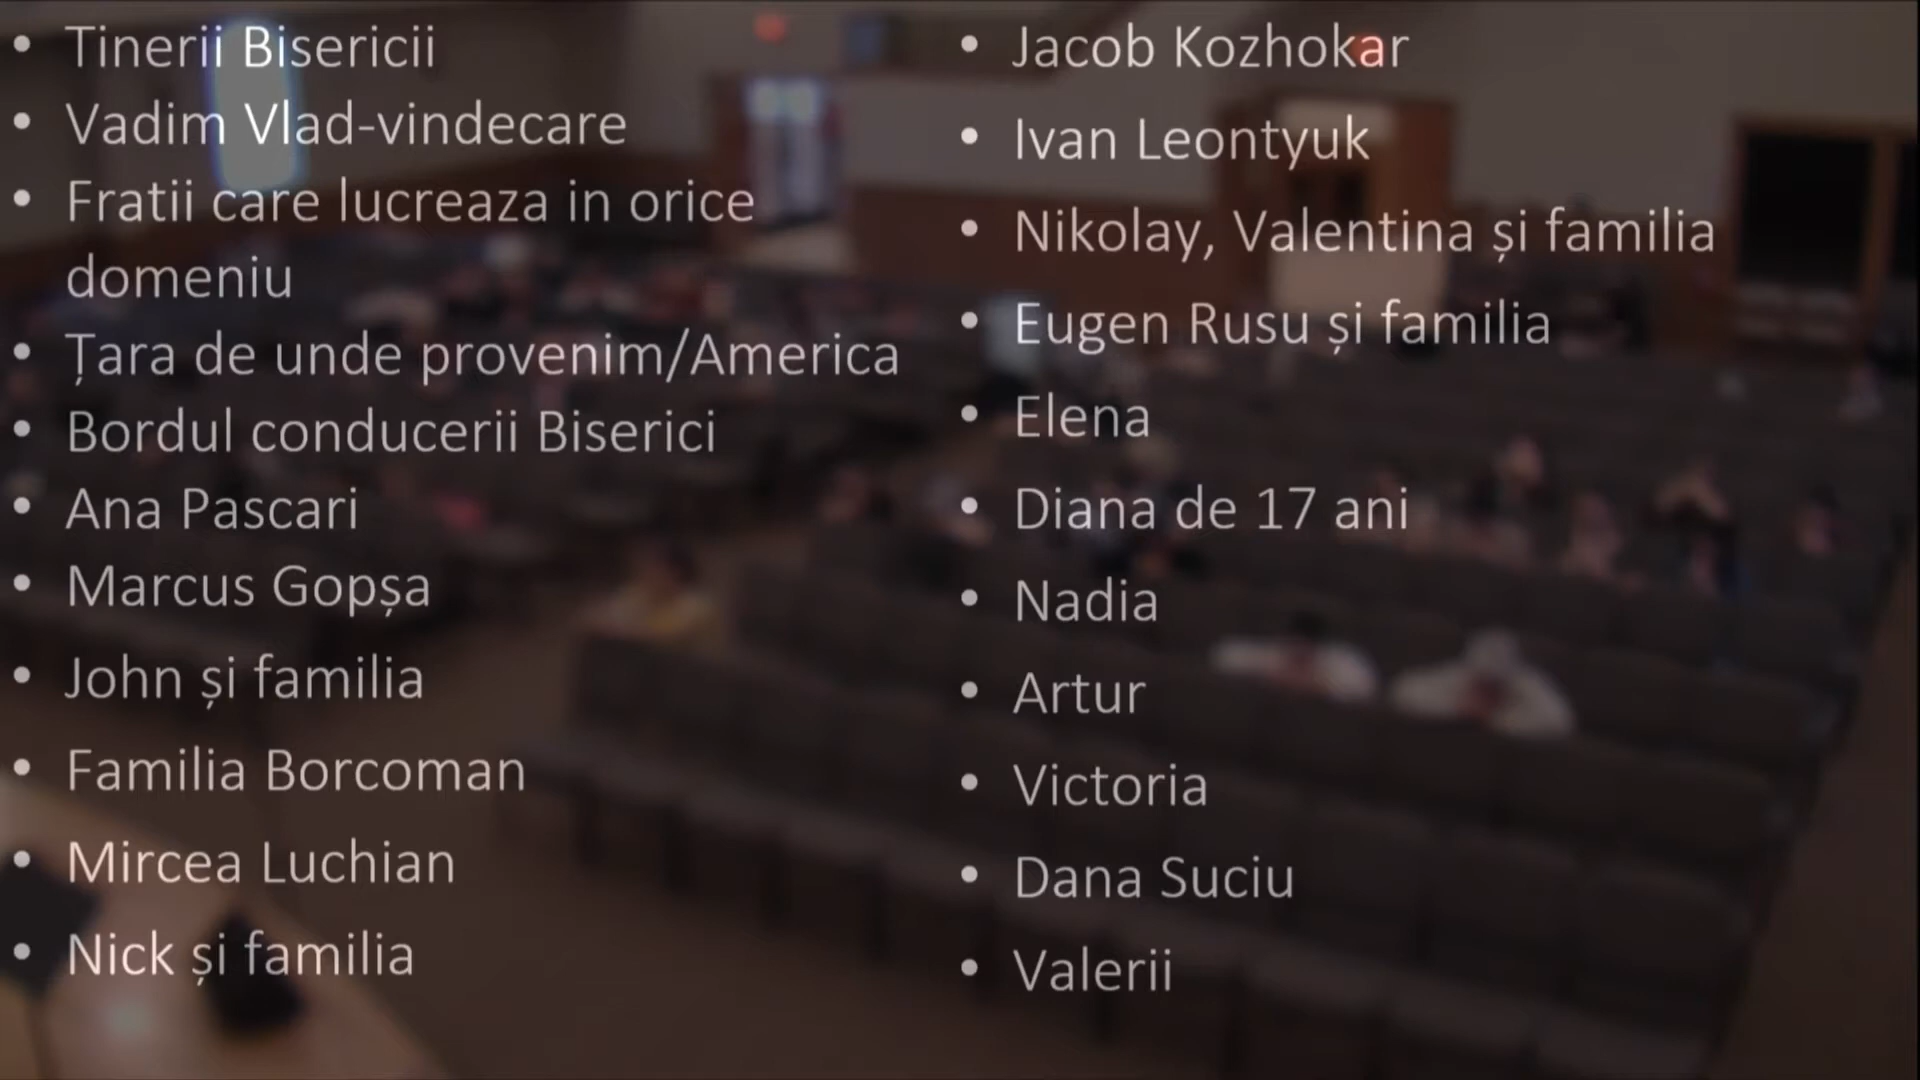 • Tinerii Bisericii
• Vadim Vlad-vindecare
• Fratii care lucreaza in orice
domeniu
• Țara de unde provenim/America
• Bordul conducerii Biserici
• Ana Pascari
• Marcus Gopșa
• John și familia
• Familia Borcoman
• Mircea Luchian
• Nick și familia
• Jacob Kozhokar
• Ivan Leontyuk
• Nikolay, Valentina și familia
• Eugen Rusu și familia
• Elena
• Diana de 17 ani
• Nadia
• Artur
• Victoria
• Dana Suciu
• Valerii